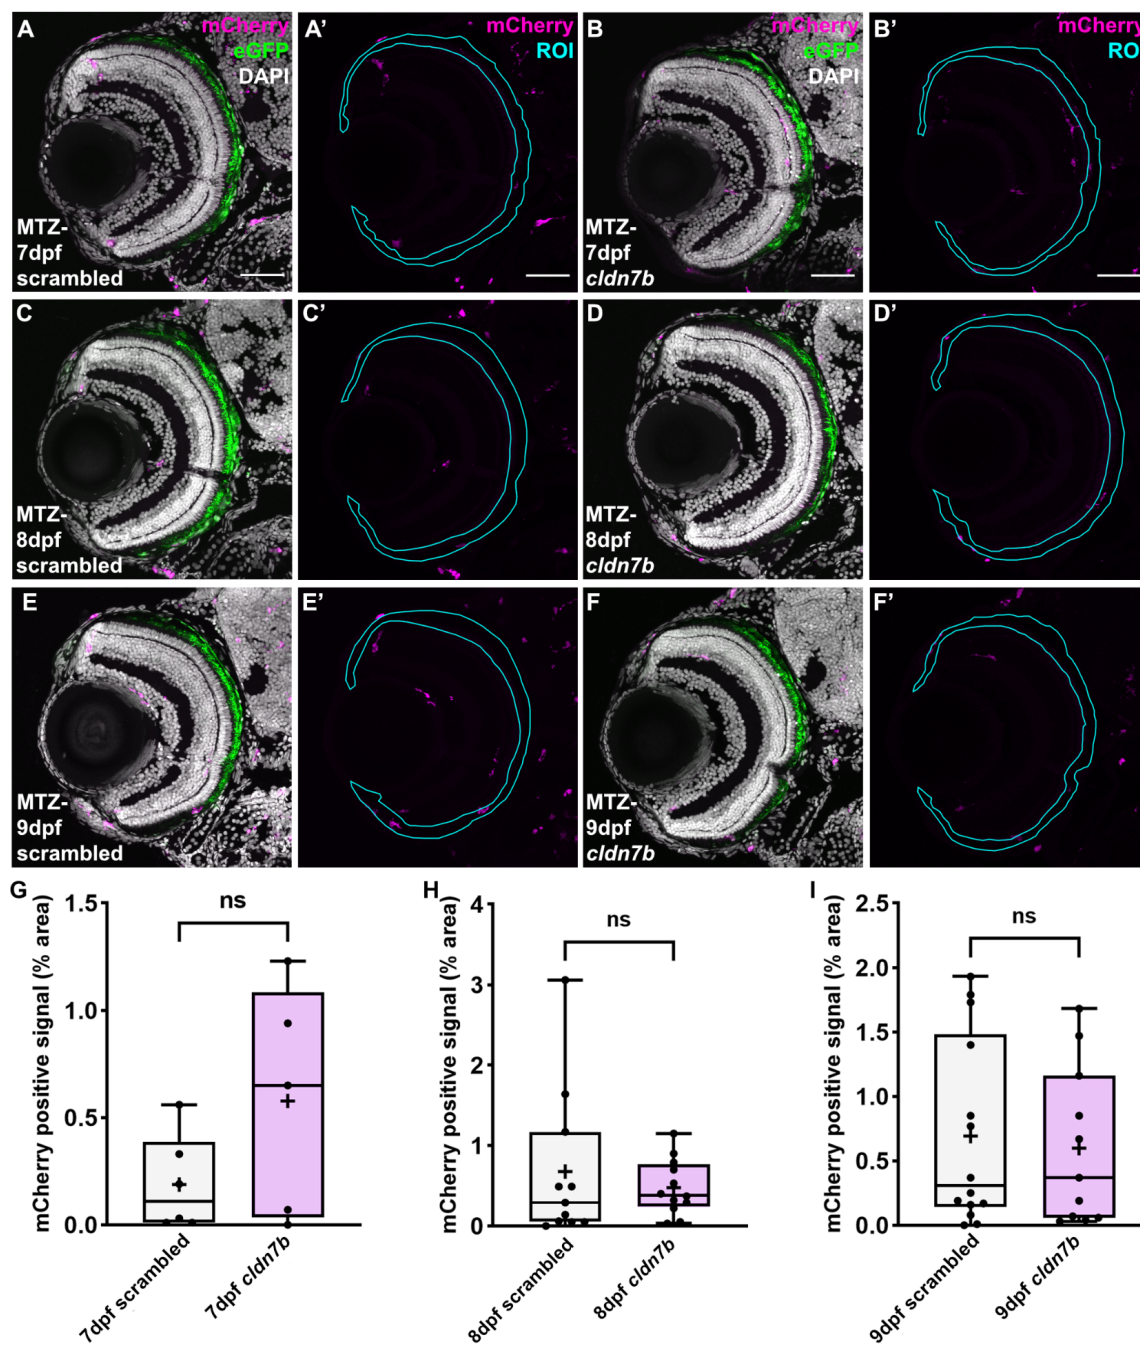 A
mCherry
eGFP
DAPI
MTZ-
7dpf
scrambled
A’
mCherry
ROI
B
mCherry
eGFP
DAPI
MTZ-
7dpf
cldn7b
B’
mCherry
RO
C
MTZ-
8dpf
scrambled
C’
D
MTZ-
8dpf
cldn7b
D’
E
MTZ-
9dpf
scrambled
E’
F
MTZ-
9dpf
cldn7b
F’
G
mCherry positive signal (% area)
1.5
1.0
0.5
0.0
ns
7dpf scrambled
7dpf cldn7b
H
mCherry positive signal (% area)
4
3
2
1
0
ns
8dpf scrambled
8dpf cldn7b
I
mCherry positive signal (% area)
2.5
2.0
1.5
1.0
0.5
0.0
ns
9dpf scrambled
9dpf cldn7b